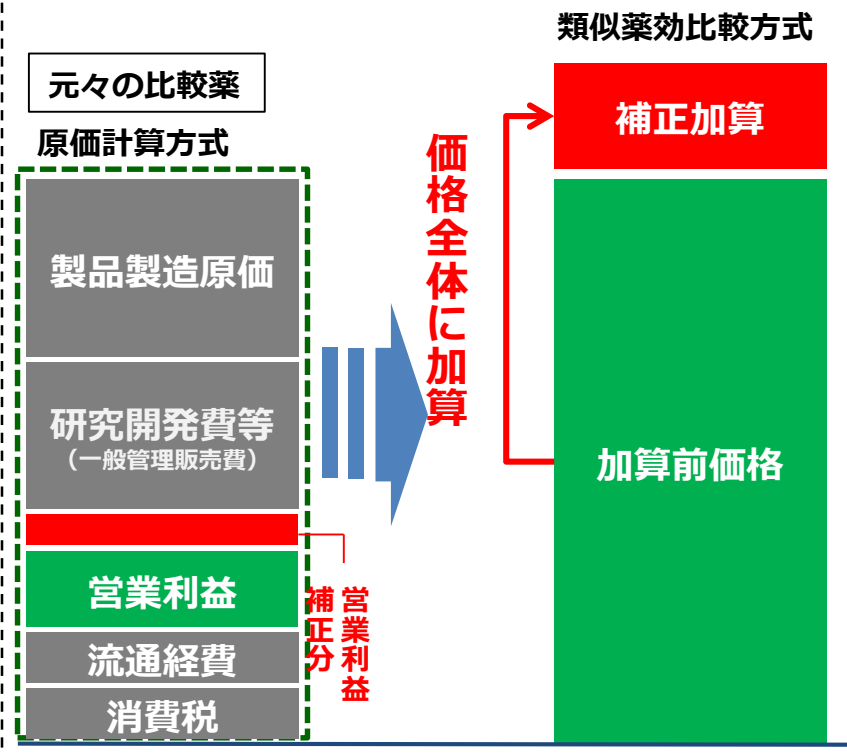 類似薬効比較方式
元々の比較薬
原価計算方式
製品製造原価
研究開発費等
（一般管理販売費）
営業利益
流通経費
消費税
営業利益
補正分
価格全体に加算
補正加算
加算前価格